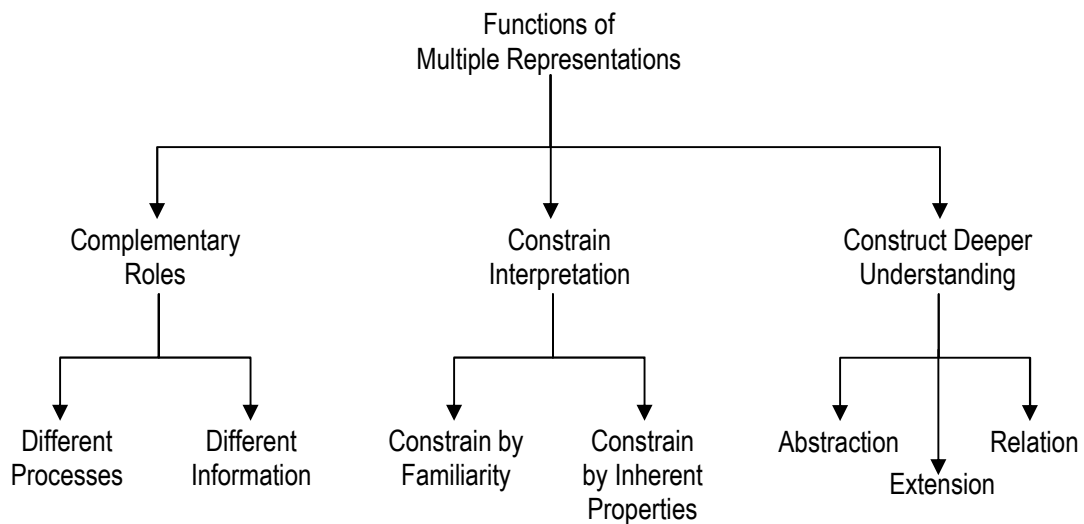 Functions of
Multiple Representations
Complementary
Roles
Constrain
Interpretation
Construct Deeper
Understanding
Different
Processes
Different
Information
Constrain by
Familiarity
Constrain
by Inherent
Properties
Abstraction
Extension
Relation